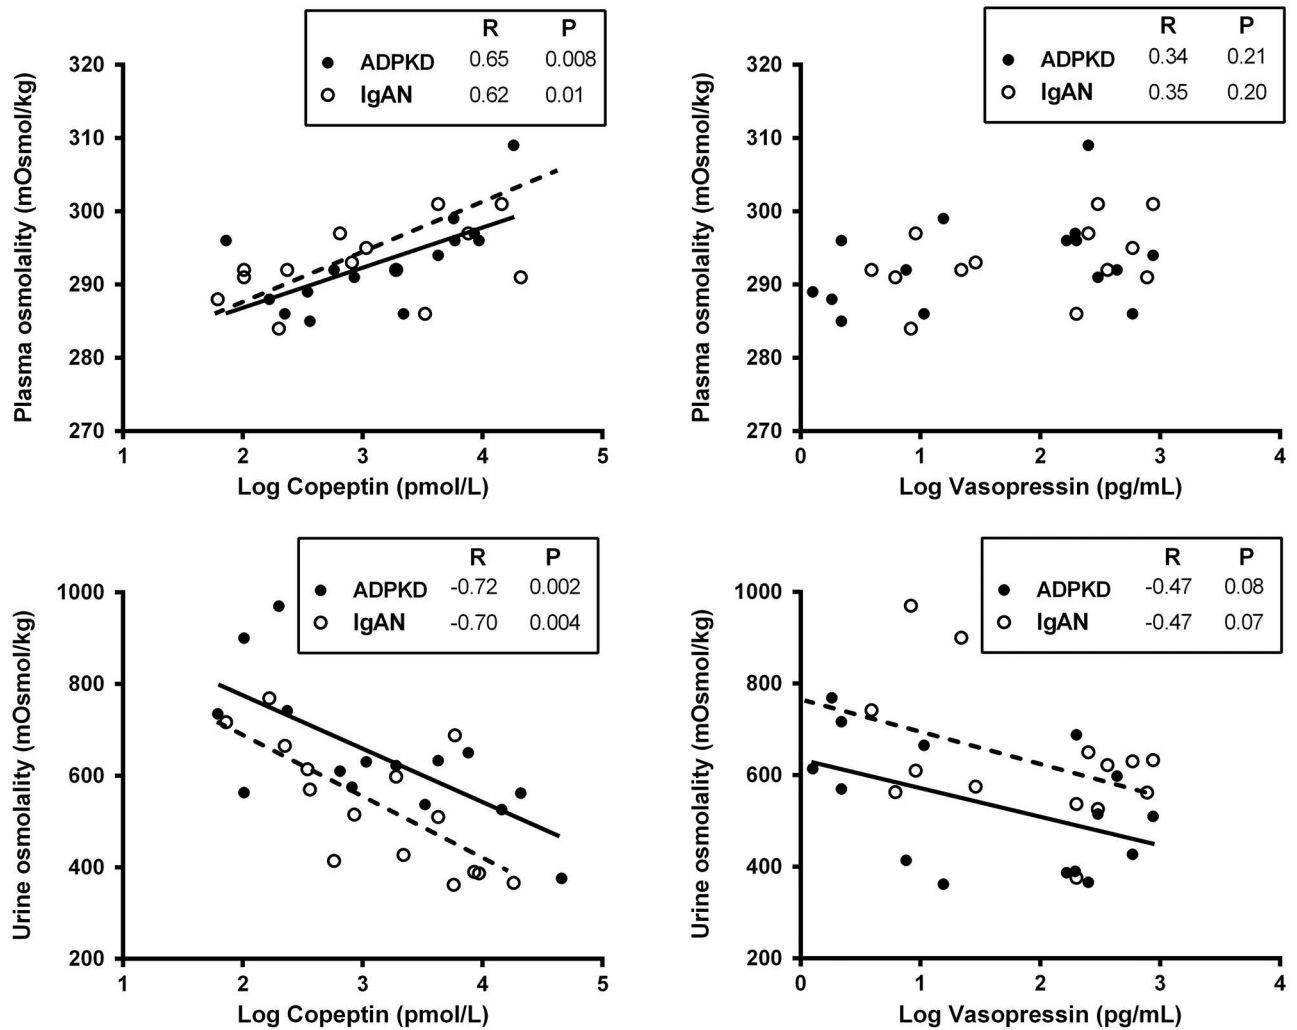 R P
ADPKD 0.65 0.008
IgAN 0.62 0.01
320
310
300
290
280
270
Plasma osmolality (mOsmol/kg)
1 2 3 4 5
Log Copeptin (pmol/L)
R P
ADPKD 0.34 0.21
IgAN 0.35 0.20
320
310
300
290
280
270
Plasma osmolality (mOsmol/kg)
0 1 2 3 4
Log Vasopressin (pg/mL)
R P
ADPKD -0.72 0.002
IgAN -0.70 0.004
1000
800
600
400
200
Urine osmolality (mOsmol/kg)
1 2 3 4 5
Log Copeptin (pmol/L)
R P
ADPKD -0.47 0.08
IgAN -0.47 0.07
1000
800
600
400
200
Urine osmolality (mOsmol/kg)
0 1 2 3 4
Log Vasopressin (pg/mL)